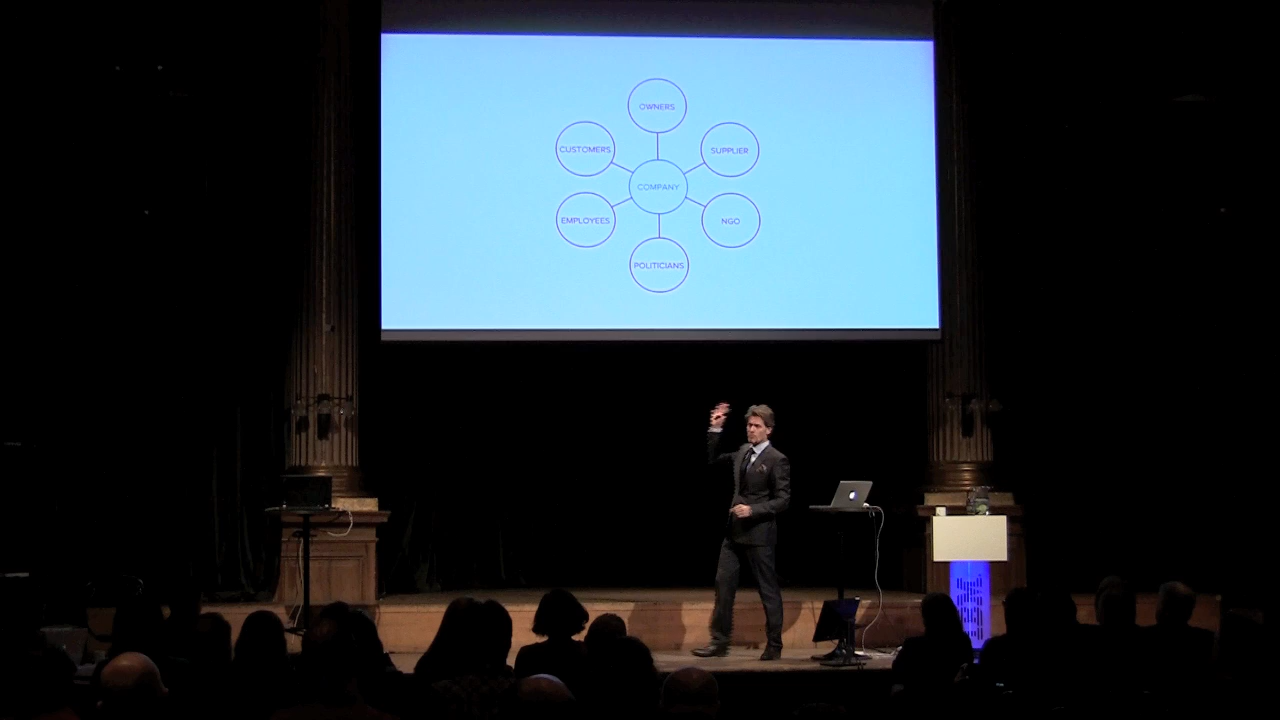 OWNERS
CUSTOMERS
SUPPLIER
COMPANY
EMPLOYEES
NGO
POLITICIANS